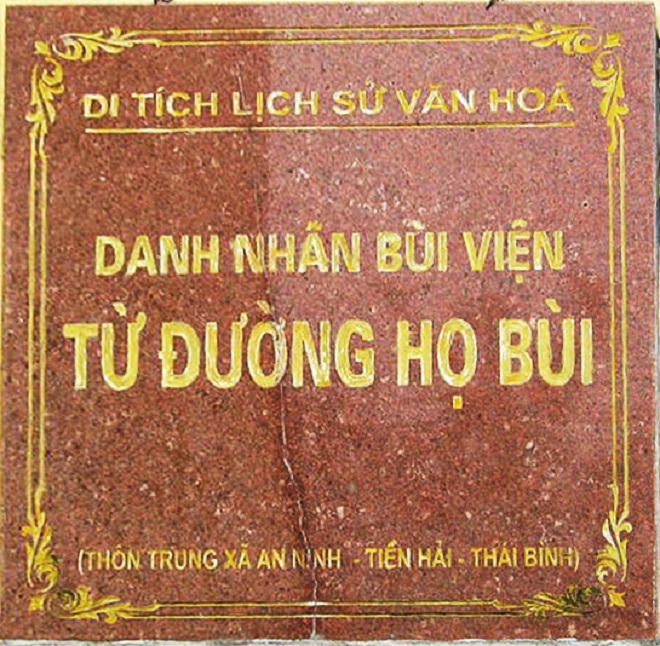 DI TÍCH LỊCH SỬ VĂN HOÁ
DANH NHÂN BÙI VIỆN
TỪ ĐƯỜNG HỌ BÙI
(THÔN TRUNG XÃ AN NINH - TIỀN HẢI - THÁI BÌNH)